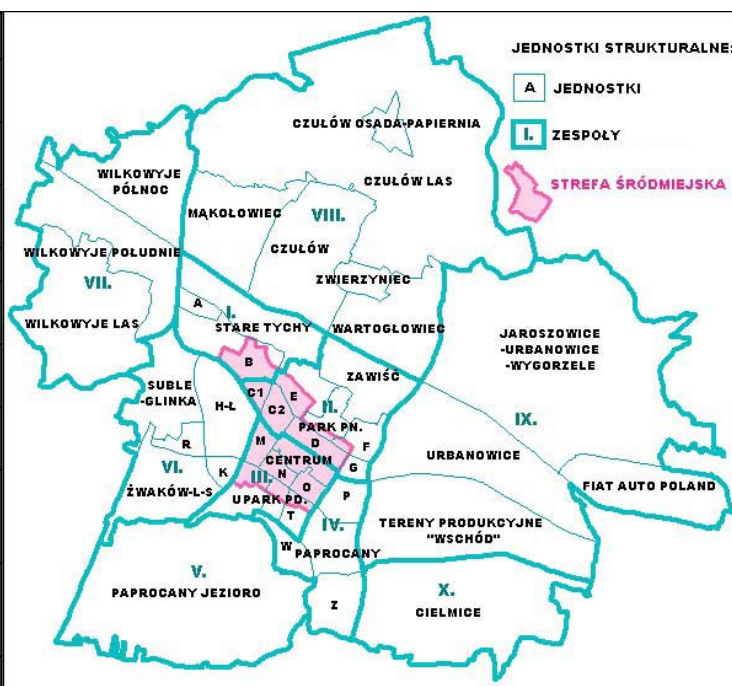 JEDNOSTKI STRUKTURALNE:
A JEDNOSTKI
I. ZESPOŁY
STREFA ŚRÓDMIEJSKA
CZUŁÓW OSADA-PAPIERNIA
WILKOWYJE
PÓŁNOC
CZUŁÓW LAS
MĄKOŁOWIEC
VIII.
CZUŁÓW
WILKOWYJE POŁUDNIE
VII.
ZWIERZYNIEC
A
I.
STARE TYCHY
WARTOGŁOWIEC
WILKOWYJE LAS
JAROSZOWICE
-URBANOWICE
-WYGORZELE
B
ZAWIŚĆ
SUBLE
-GLINKA
H-Ł
C1
E
C2
II.
PARK PN.
IX.
R
M
D
F
CENTRUM
G
URBANOWICE
VI.
K
III.
N
O
P
FIAT AUTO POLAND
ŻWAKÓW-L-S
U
PARK PD.
T
IV.
TERENY PRODUKCYJNE
"WSCHÓD"
W
PAPROCANY
V.
PAPROCANY JEZIORO
Z
X.
CIELMICE